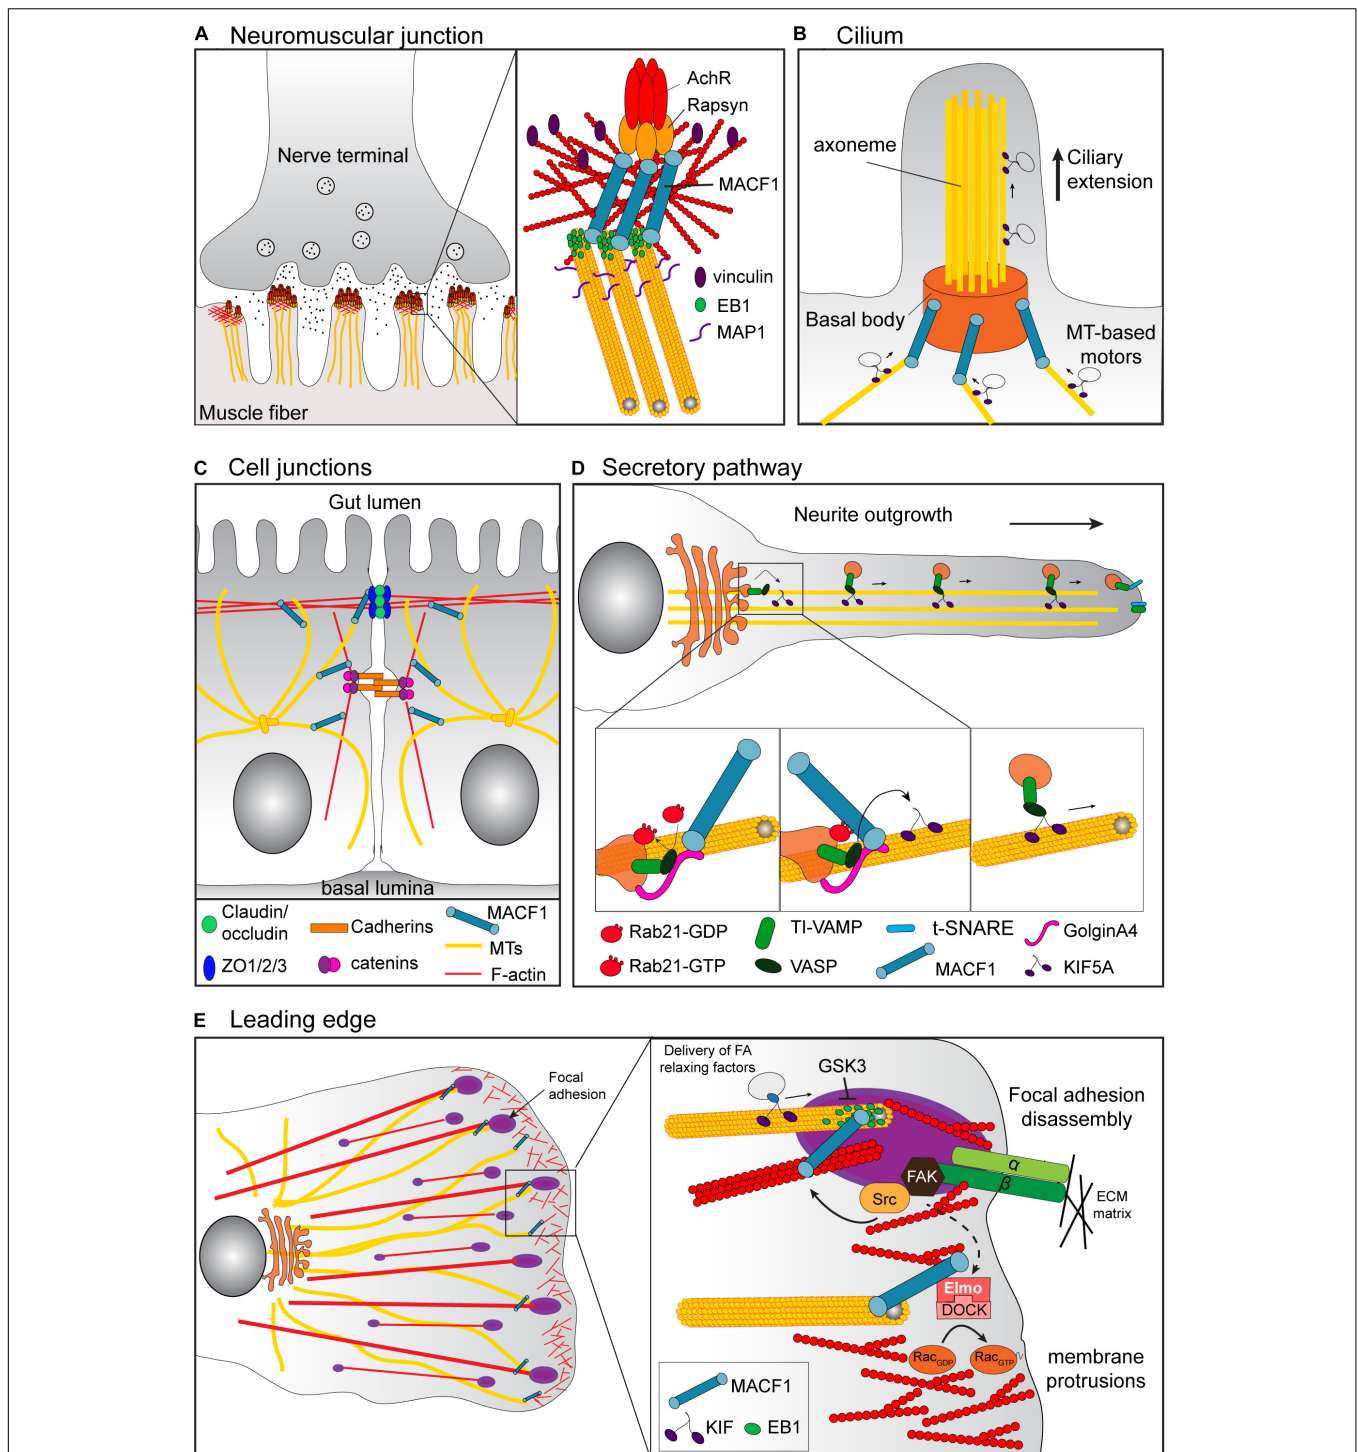 A Neuromuscular junction
Nerve terminal
Muscle fiber
AchR
Rapsyn
MACF1
vinculin
EB1
MAP1
B Cilium
axoneme
Ciliary
extension
Basal body
MT-based
motors
C Cell junctions
Gut lumen
basal lumina
Claudin/
occludin
ZO1/2/3
Cadherins
catenins
MACF1
MTs
F-actin
D Secretory pathway
Neurite outgrowth
Rab21-GDP
Rab21-GTP
TI-VAMP
VASP
t-SNARE
MACF1
GolginA4
KIF5A
E Leading edge
Focal
adhesion
Delivery of FA
relaxing factors
GSK3
Focal adhesion
disassembly
α
β
FAK
Src
ECM
matrix
Elmo
DOCK
RacGDP
RacGTP
membrane
protrusions
MACF1
KIF
EB1